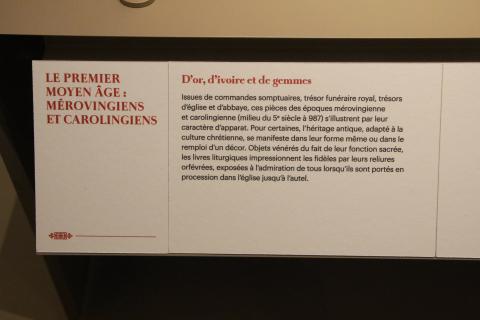 LE PREMIER
MOYEN ÂGE :
MÉROVINGIENS
ET CAROLINGIENS
D'or, d'ivoire et de gemmes
Issues de commandes somptuaires, trésor funéraire royal, trésors
d'église et d'abbaye, ces pièces des époques mérovingienne
et carolingienne (milieu du 5e siècle à 987) s'illustrent par leur
caractère d'apparat. Pour certaines, l'héritage antique, adapté à la
culture chrétienne, se manifeste dans leur forme même ou dans le
remploi d'un décor. Objets vénérés du fait de leur fonction sacrée,
les livres liturgiques impressionnent les fidèles par leurs reliures
orfévrées, exposées à l'admiration de tous lorsqu'ils sont portés en
procession dans l'église jusqu'à l'autel.